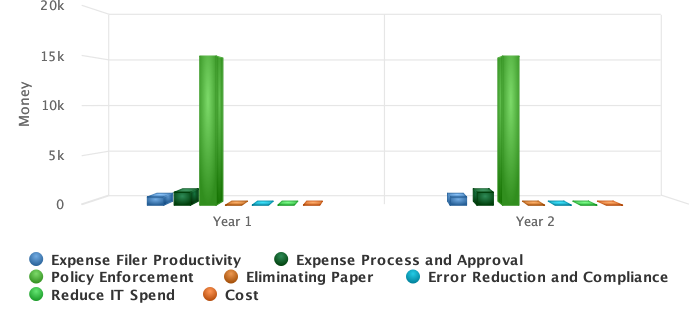 20k
15k
10k
5k
0
Money
Year 1 Year 2
Expense Filer Productivity Expense Process and Approval
Policy Enforcement Eliminating Paper Error Reduction and Compliance
Reduce IT Spend Cost